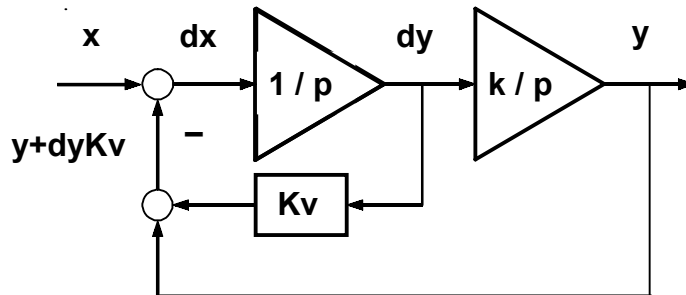 x dx dy y
1 / p k / p
y+dyKv –
Kv